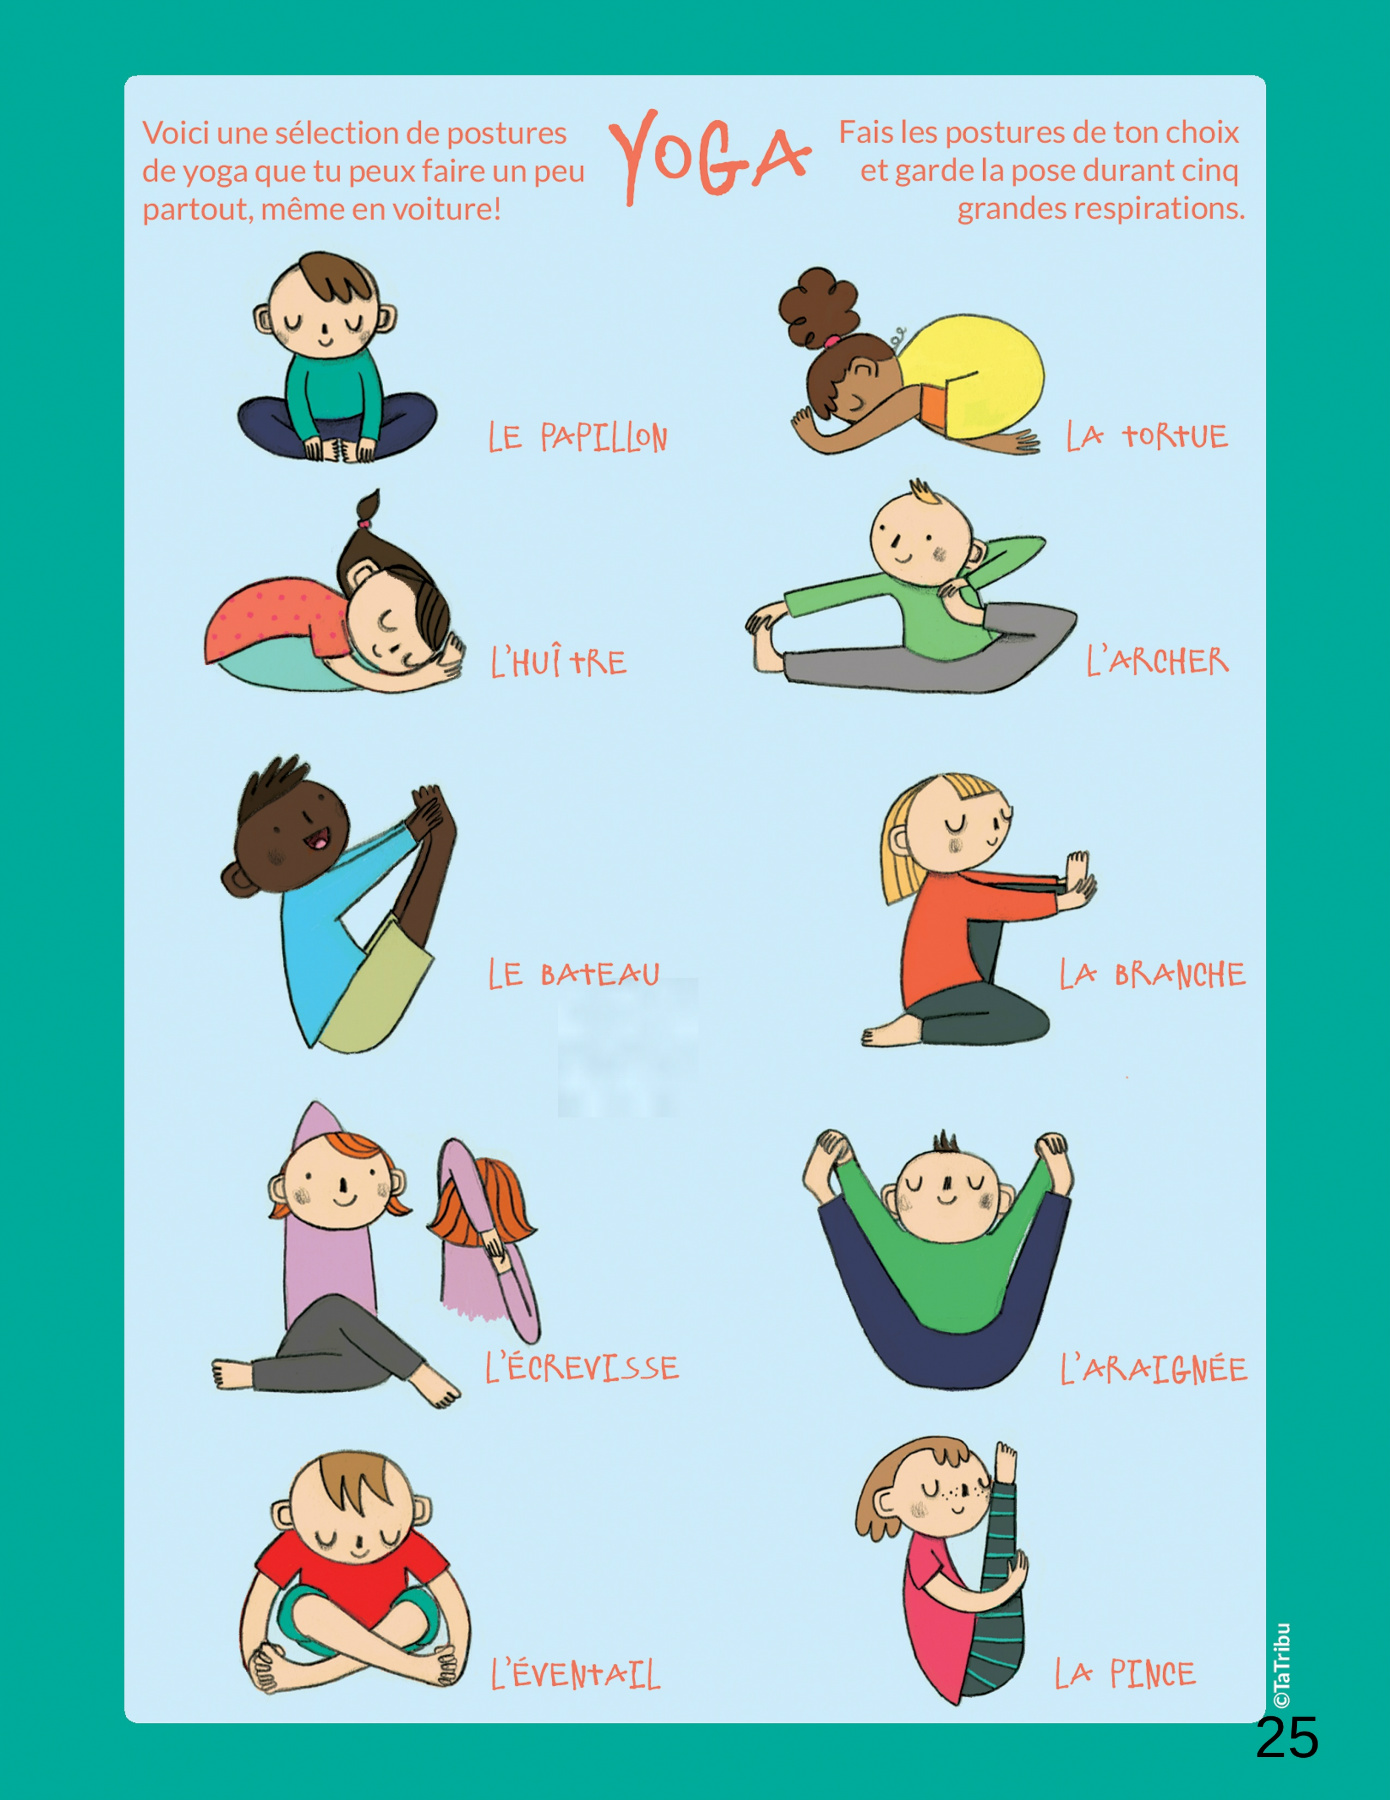 Voici une sélection de postures
de yoga que tu peux faire un peu
partout, même en voiture!
YOGA
Fais les postures de ton choix
et garde la pose durant cinq
grandes respirations.
LE PAPILLON
LA TORTUE
L'HUÎTRE
L'ARCHER
LE BATEAU
LA BRANCHE
L'ÉCREVISSE
L'ARAIGNÉE
L'ÉVENTAIL
LA PINCE
©TaTribu
25